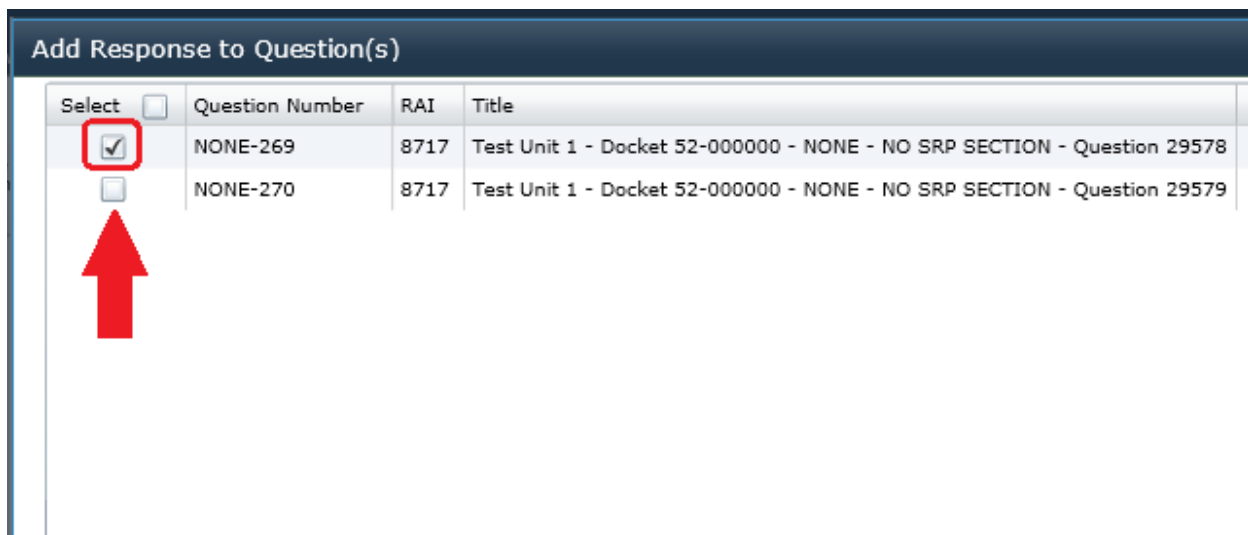 Add Response to Question(s)
Select Question Number RAI Title
NONE-269 8717 Test Unit 1 - Docket 52-000000 - NONE - NO SRP SECTION - Question 29578
NONE-270 8717 Test Unit 1 - Docket 52-000000 - NONE - NO SRP SECTION - Question 29579